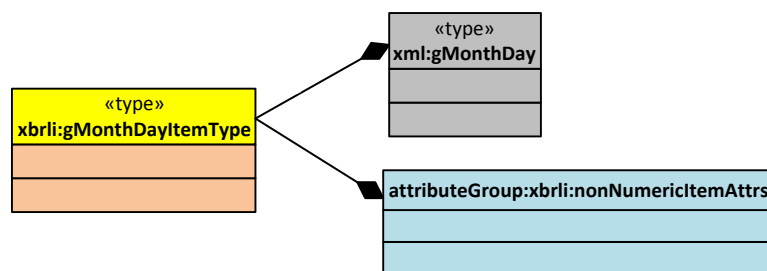 «type»
xml:gMonthDay
«type»
xbrli:gMonthDayItemType
attributeGroup:xbrli:nonNumericItemAttrs